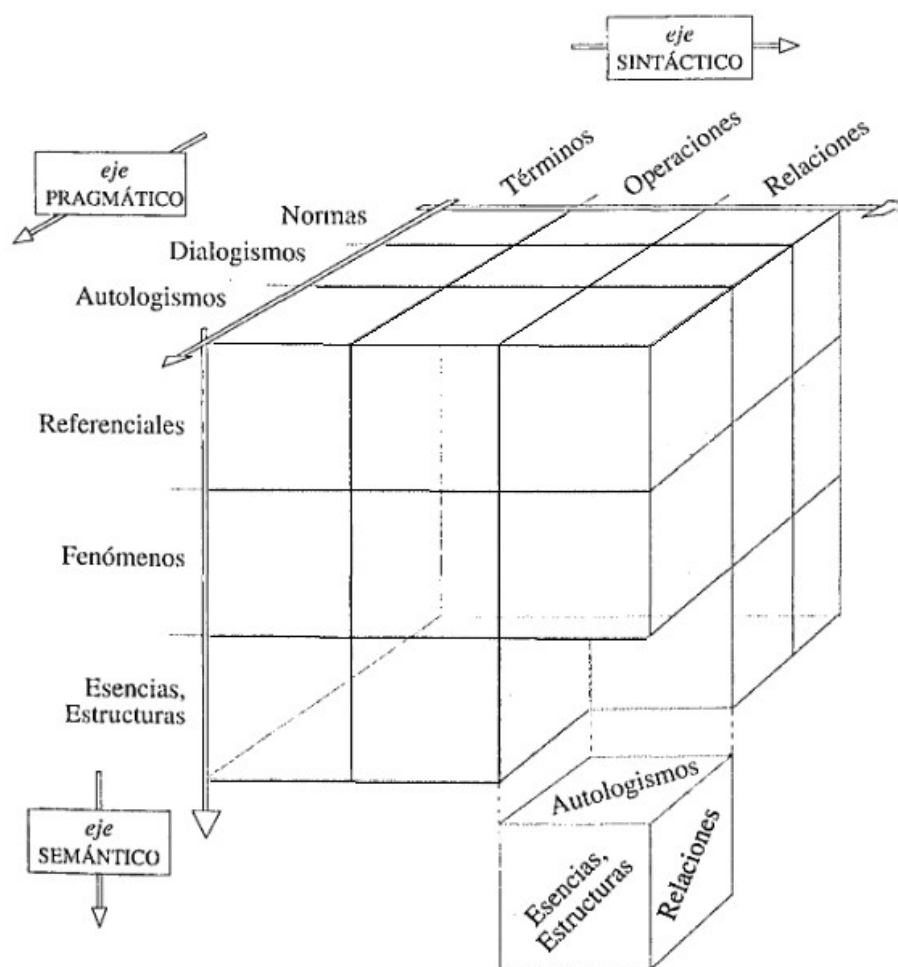 eje
SINTÁCTICO
eje
PRAGMÁTICO
Términos
Operaciones
Relaciones
Normas
Dialogismos
Autologismos
Referenciales
Fenómenos
Esencias,
Estructuras
eje
SEMÁNTICO
Autologismos
Esencias,
Estructuras
Relaciones